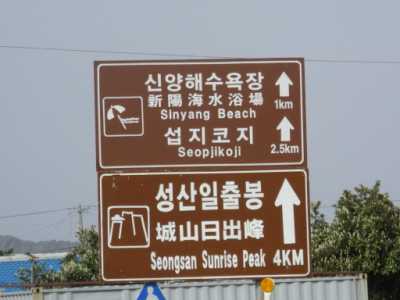 신양해수욕장
新陽海水浴場
Sinyang Beach
1km
섭지코지
Seopjikoji
2.5km
성산일출봉
城山日出峰
Seongsan Sunrise Peak 4KM